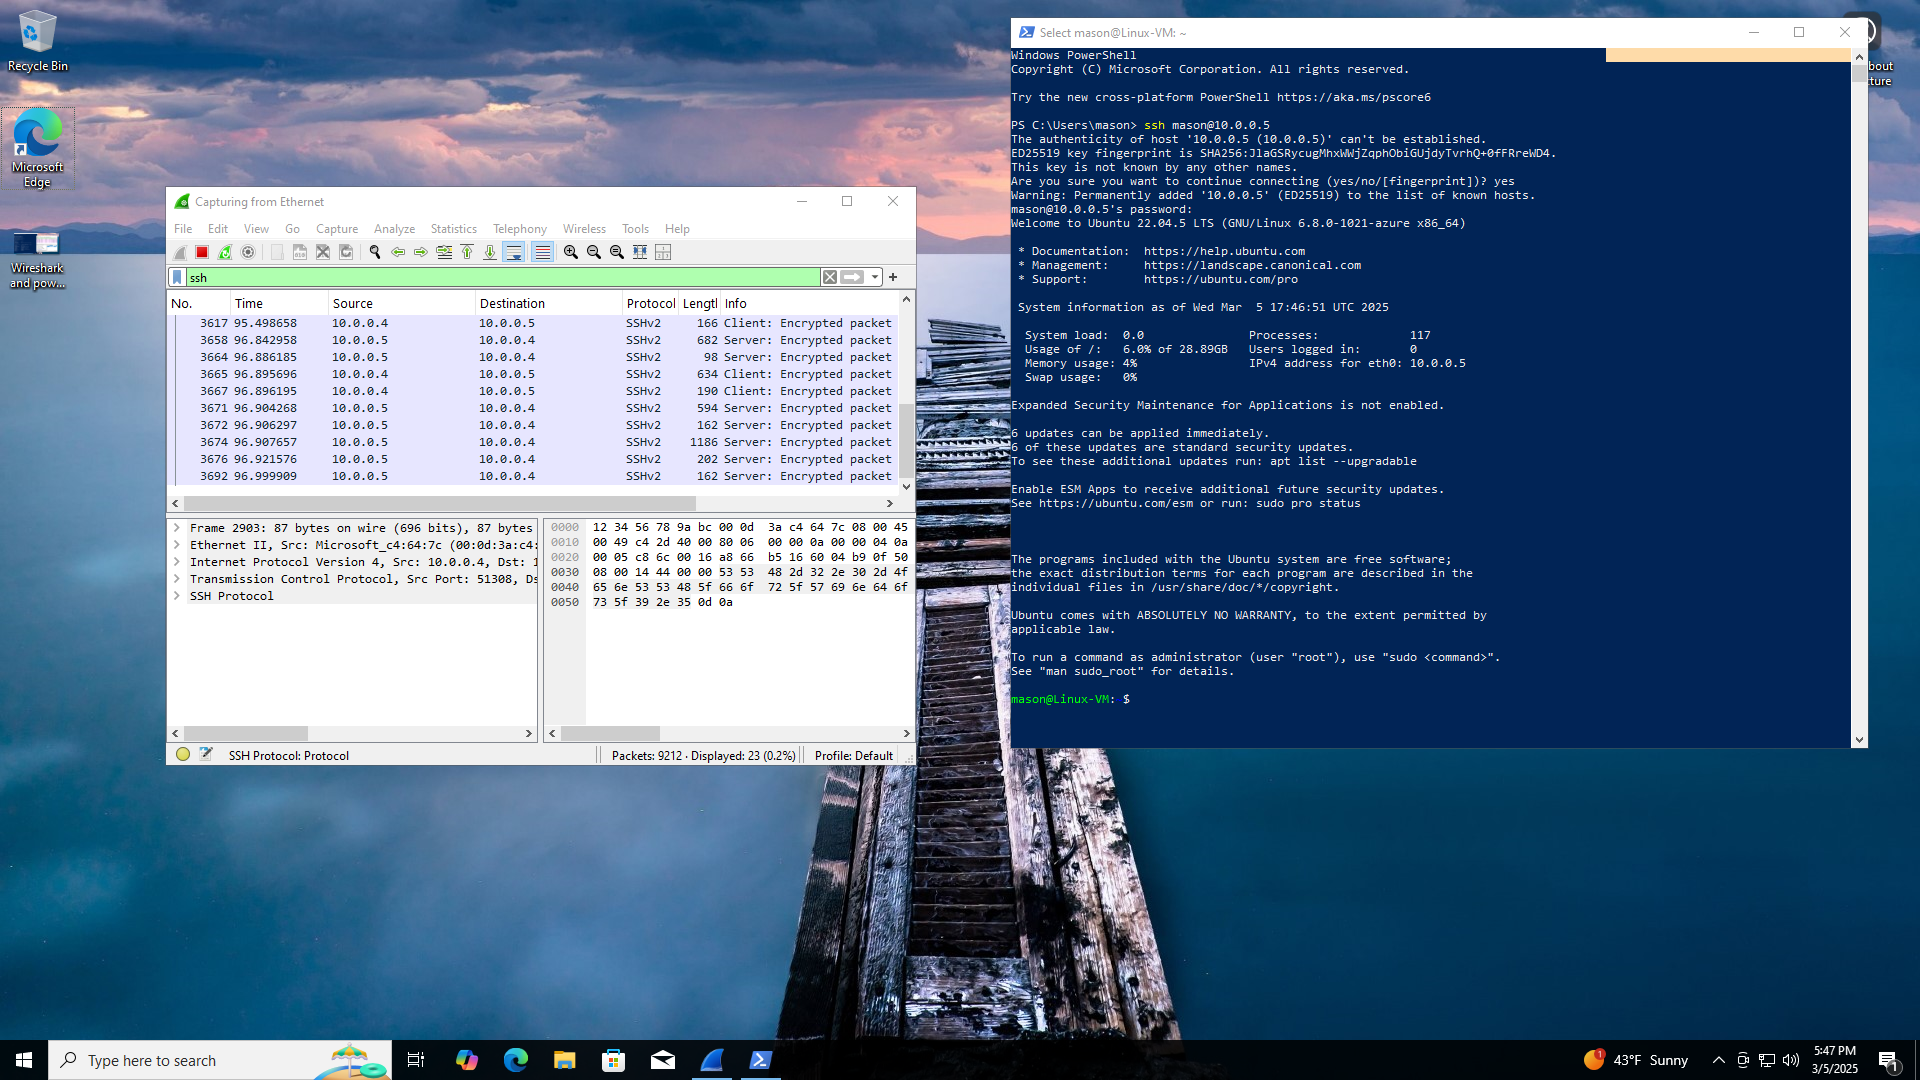 Recycle Bin
Microsoft
Edge
Wireshark
and pow...
Capturing from Ethernet
File Edit View Go Capture Analyze Statistics Telephony Wireless Tools Help
ssh
No. Time Source Destination Protocol Lengtl Info
3617 95.498658 10.0.0.4 10.0.0.5 SSHv2 166 Client: Encrypted packet
3658 96.842958 10.0.0.5 10.0.0.4 SSHv2 682 Server: Encrypted packet
3664 96.886185 10.0.0.5 10.0.0.4 SSHv2 98 Server: Encrypted packet
3665 96.895696 10.0.0.4 10.0.0.5 SSHv2 634 Client: Encrypted packet
3667 96.896195 10.0.0.4 10.0.0.5 SSHv2 190 Client: Encrypted packet
3671 96.904268 10.0.0.5 10.0.0.4 SSHv2 594 Server: Encrypted packet
3672 96.906297 10.0.0.5 10.0.0.4 SSHv2 162 Server: Encrypted packet
3674 96.907657 10.0.0.5 10.0.0.4 SSHv2 1186 Server: Encrypted packet
3676 96.921576 10.0.0.5 10.0.0.4 SSHv2 202 Server: Encrypted packet
3692 96.999909 10.0.0.5 10.0.0.4 SSHv2 162 Server: Encrypted packet
Frame 2903: 87 bytes on wire (696 bits), 87 bytes
Ethernet II, Src: Microsoft_c4:64:7c (00:0d:3a:c4:
Internet Protocol Version 4, Src: 10.0.0.4, Dst: 1
Transmission Control Protocol, Src Port: 51308, Ds
SSH Protocol
0000 12 34 56 78 9a bc 00 0d 3a c4 64 7c 08 00 45
0010 00 49 c4 2d 40 00 80 06 00 00 0a 00 00 04 0a
0020 00 05 c8 6c 00 16 a8 66 b5 16 60 04 b9 0f 50
0030 08 00 14 44 00 00 53 53 48 2d 32 2e 30 2d 4f
0040 65 6e 53 53 48 5f 66 6f 72 5f 57 69 6e 64 6f
0050 73 5f 39 2e 35 0d 0a
SSH Protocol: Protocol
Packets: 9212 · Displayed: 23 (0.2%)
Profile: Default
Select mason@Linux-VM: ~
Windows PowerShell
Copyright (C) Microsoft Corporation. All rights reserved.
Try the new cross-platform PowerShell https://aka.ms/pscore6
PS C:\Users\mason> ssh mason@10.0.0.5
The authenticity of host '10.0.0.5 (10.0.0.5)' can't be established.
ED25519 key fingerprint is SHA256:JlaGSRycugMhxWWjZqphObiGUjdyTvrhQ+0fFRreWD4.
This key is not known by any other names.
Are you sure you want to continue connecting (yes/no/[fingerprint])? yes
Warning: Permanently added '10.0.0.5' (ED25519) to the list of known hosts.
mason@10.0.0.5's password:
Welcome to Ubuntu 22.04.5 LTS (GNU/Linux 6.8.0-1021-azure x86_64)
* Documentation: https://help.ubuntu.com
* Management: https://landscape.canonical.com
* Support: https://ubuntu.com/pro
System information as of Wed Mar 5 17:46:51 UTC 2025
System load: 0.0 Processes: 117
Usage of /: 6.0% of 28.89GB Users logged in: 0
Memory usage: 4% IPv4 address for eth0: 10.0.0.5
Swap usage: 0%
Expanded Security Maintenance for Applications is not enabled.
6 updates can be applied immediately.
6 of these updates are standard security updates.
To see these additional updates run: apt list --upgradable
Enable ESM Apps to receive additional future security updates.
See https://ubuntu.com/esm or run: sudo pro status
The programs included with the Ubuntu system are free software;
the exact distribution terms for each program are described in the
individual files in /usr/share/doc/*/copyright.
Ubuntu comes with ABSOLUTELY NO WARRANTY, to the extent permitted by
applicable law.
To run a command as administrator (user "root"), use "sudo <command>".
See "man sudo_root" for details.
mason@Linux-VM: $
bout
ture
Type here to search
1
43°F Sunny
5:47 PM
3/5/2025
1